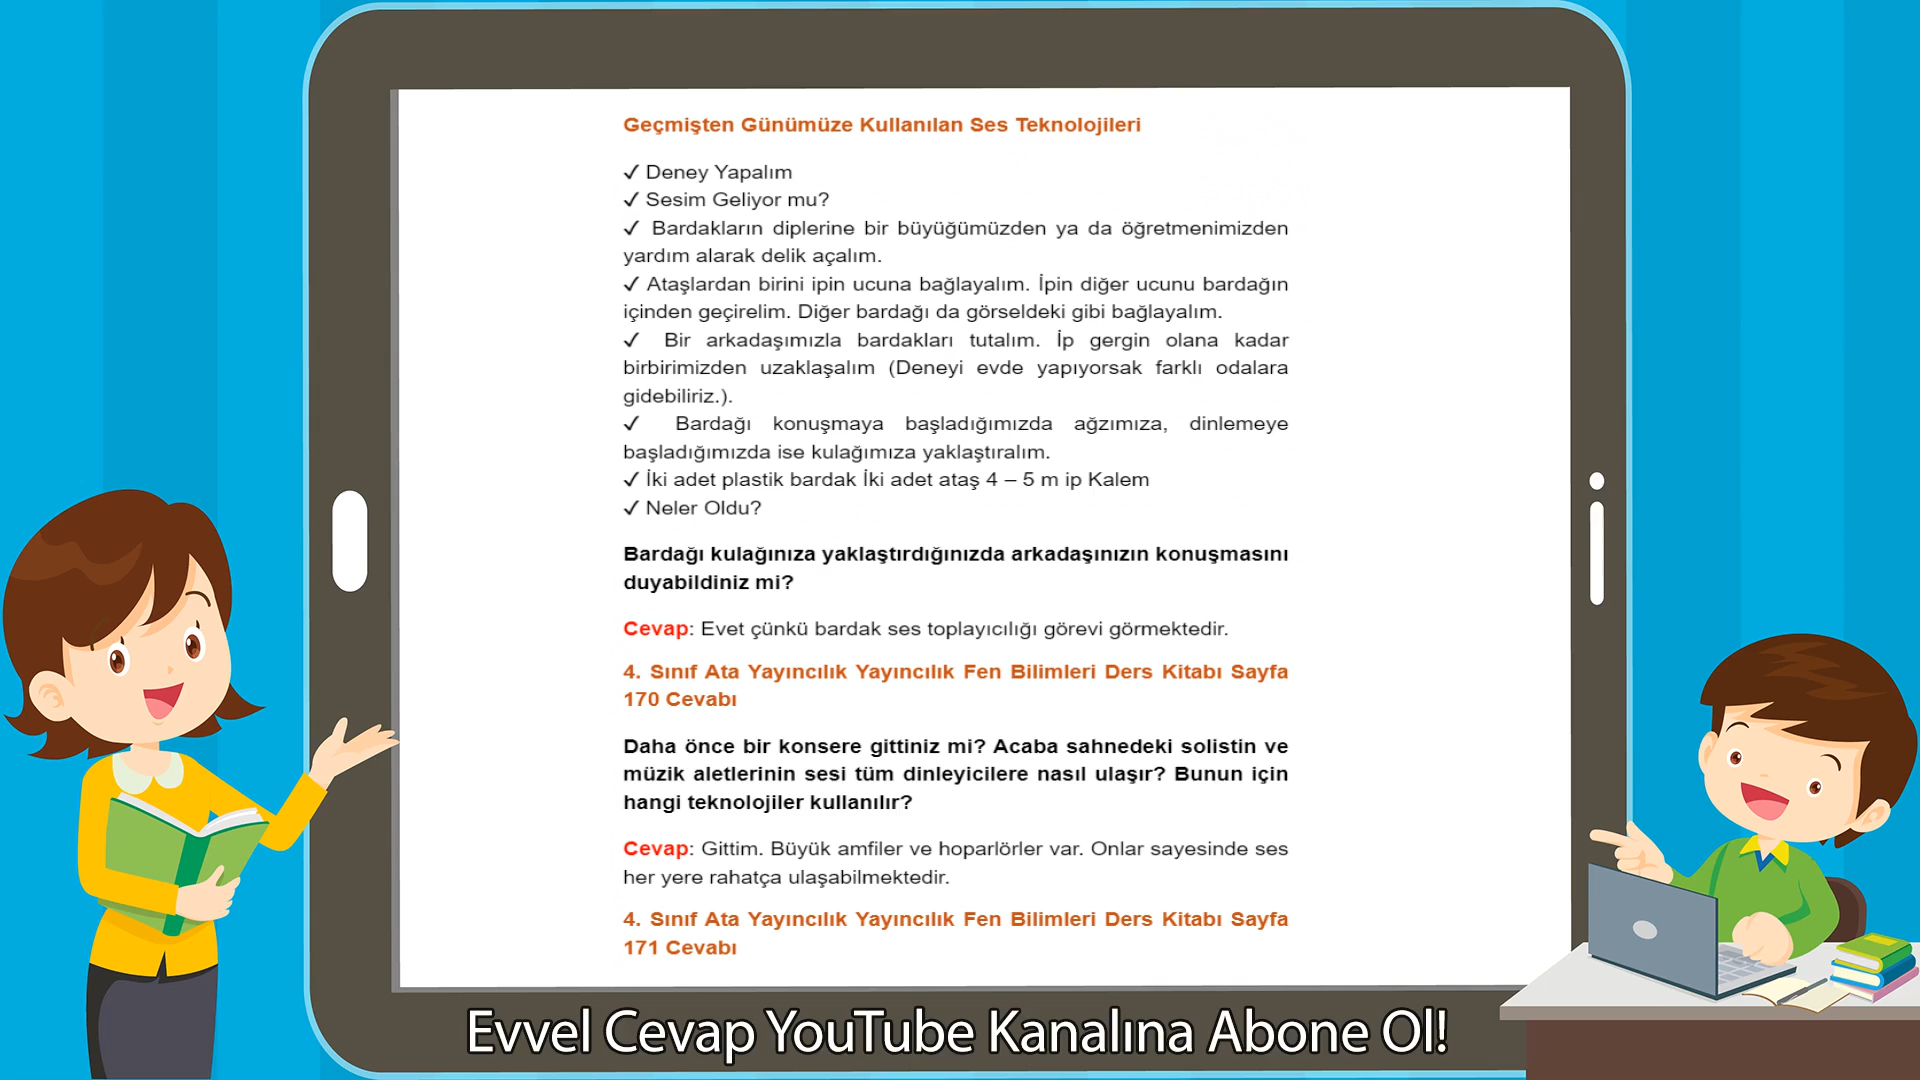 Geçmişten Günümüze Kullanılan Ses Teknolojileri
✓ Deney Yapalım
✓ Sesim Geliyor mu?
✓ Bardakların diplerine bir büyüğümüzden ya da öğretmenimizden
yardım alarak delik açalım.
✓ Ataşlardan birini ipin ucuna bağlayalım. İpin diğer ucunu bardağın
içinden geçirelim. Diğer bardağı da görseldeki gibi bağlayalım.
✓ Bir arkadaşımızla bardakları tutalım. İp gergin olana kadar
birbirimizden uzaklaşalım (Deneyi evde yapıyorsak farklı odalara
gidebiliriz.).
✓ Bardağı konuşmaya başladığımızda ağzımıza, dinlemeye
başladığımızda ise kulağımıza yaklaştıralım.
✓ İki adet plastik bardak İki adet ataş 4 – 5 m ip Kalem
✓ Neler Oldu?
Bardağı kulağınıza yaklaştırdığınızda arkadaşınızın konuşmasını
duyabildiniz mi?
Cevap: Evet çünkü bardak ses toplayıcılığı görevi görmektedir.
4. Sınıf Ata Yayıncılık Yayıncılık Fen Bilimleri Ders Kitabı Sayfa
170 Cevabı
Daha önce bir konsere gittiniz mi? Acaba sahnedeki solistin ve
müzik aletlerinin sesi tüm dinleyicilere nasıl ulaşır? Bunun için
hangi teknolojiler kullanılır?
Cevap: Gittim. Büyük amfiler ve hoparlörler var. Onlar sayesinde ses
her yere rahatça ulaşabilmektedir.
4. Sınıf Ata Yayıncılık Yayıncılık Fen Bilimleri Ders Kitabı Sayfa
171 Cevabı
Evvel Cevap YouTube Kanalına Abone Ol!